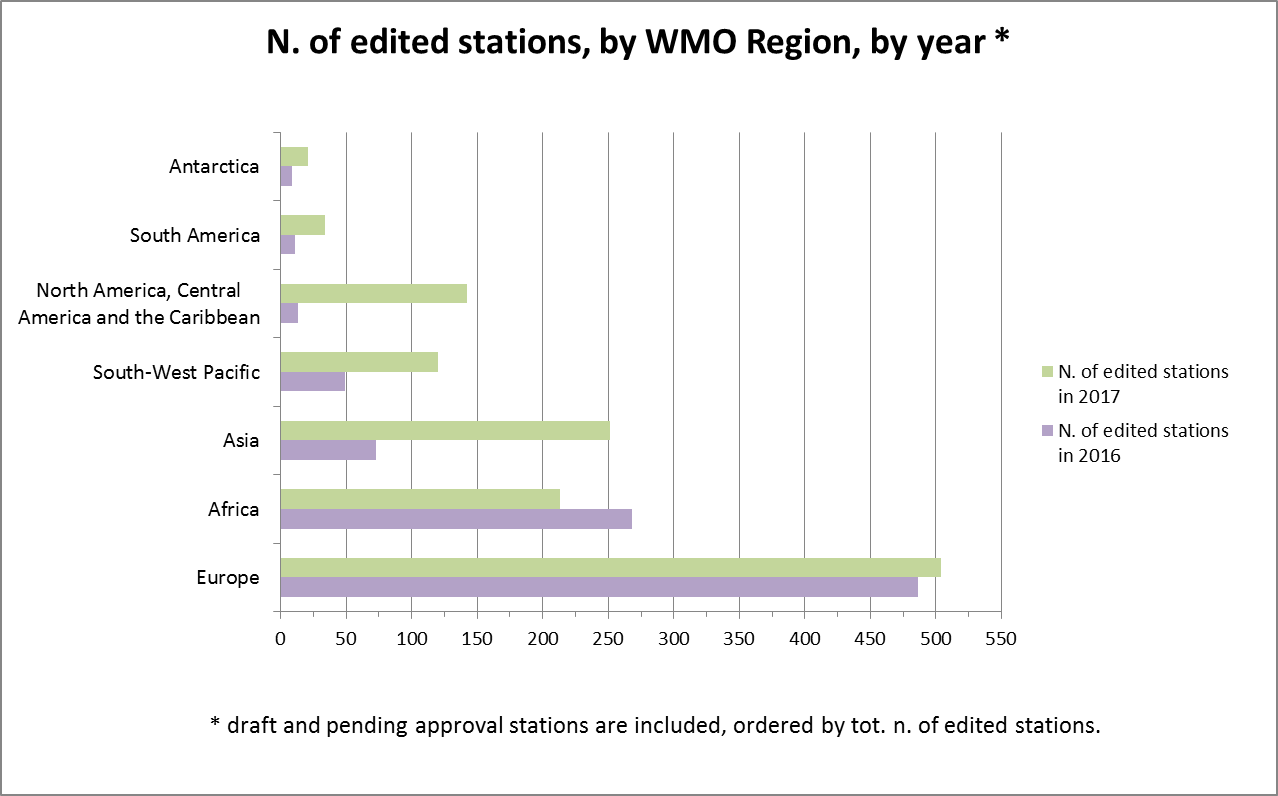 N. of edited stations, by WMO Region, by year *
Antarctica
South America
North America, Central
America and the Caribbean
South-West Pacific
Asia
Africa
Europe
0 50 100 150 200 250 300 350 400 450 500 550
N. of edited stations
in 2017
N. of edited stations
in 2016
* draft and pending approval stations are included, ordered by tot. n. of edited stations.